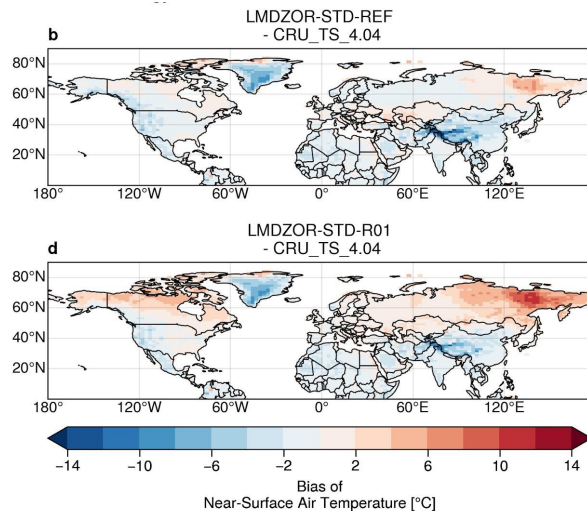 LMDZOR-STD-REF
b - CRU_TS_4.04
80°N
60°N
40°N
20°N
180° 120°W 60°W 0° 60°E 120°E
LMDZOR-STD-R01
d - CRU_TS_4.04
80°N
60°N
40°N
20°N
180° 120°W 60°W 0° 60°E 120°E
−14 −10 −6 −2 2 6 10 14
Bias of
Near-Surface Air Temperature [°C]